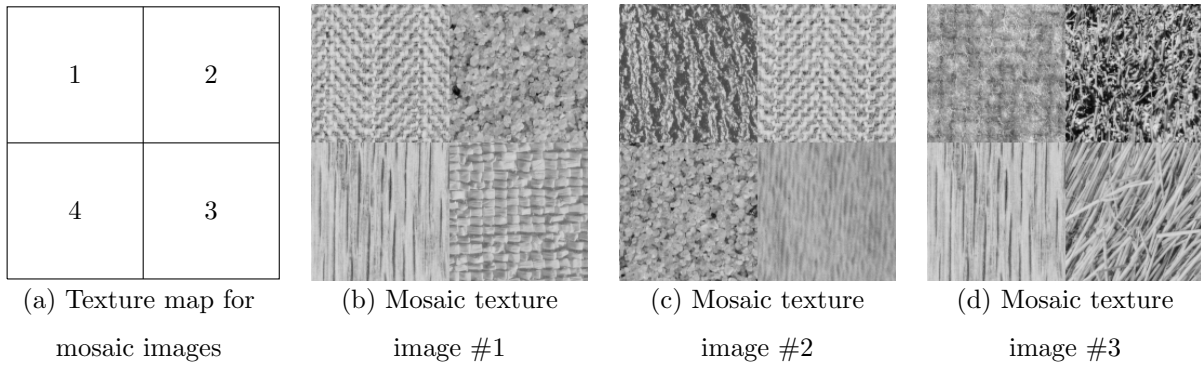 1 2
4 3
(a) Texture map for
mosaic images
(b) Mosaic texture
image #1
(c) Mosaic texture
image #2
(d) Mosaic texture
image #3